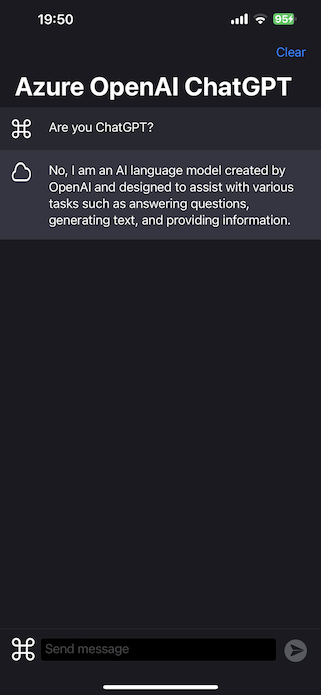 19:50
95
Clear
Azure OpenAI ChatGPT
Are you ChatGPT?
No, I am an AI language model created by
OpenAI and designed to assist with various
tasks such as answering questions,
generating text, and providing information.
Send message